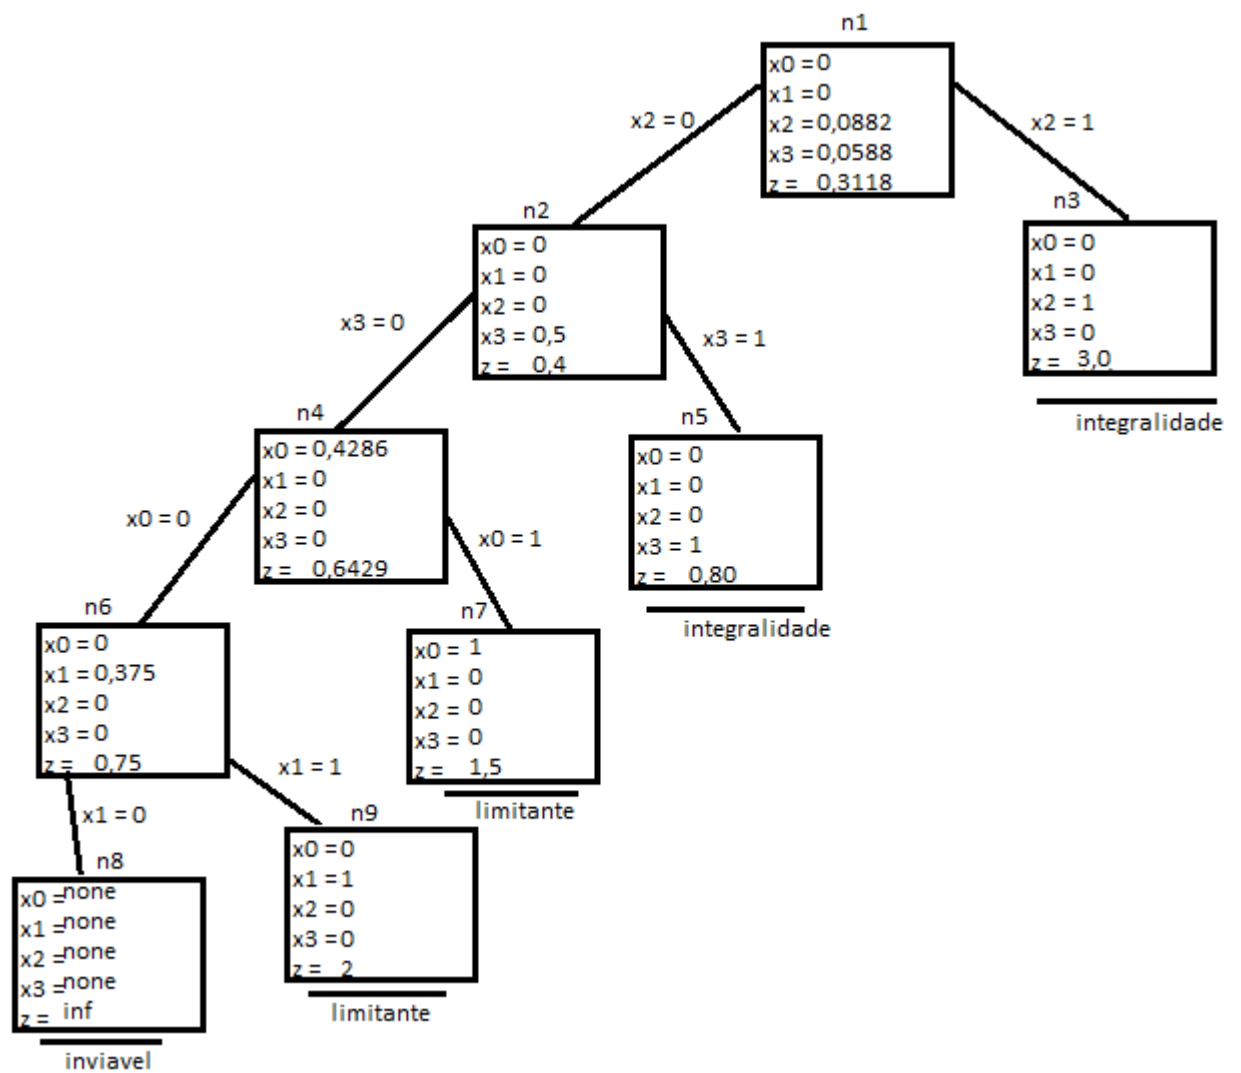 n1
x0 = 0
x1 = 0
x2 = 0,0882
x3 = 0,0588
z = 0,3118
x2 = 0
x2 = 1
n2
x0 = 0
x1 = 0
x2 = 0
x3 = 0,5
z = 0,4
n3
x0 = 0
x1 = 0
x2 = 1
x3 = 0
z = 3,0
integralidade
x3 = 0
x3 = 1
n4
x0 = 0,4286
x1 = 0
x2 = 0
x3 = 0
z = 0,6429
n5
x0 = 0
x1 = 0
x2 = 0
x3 = 1
z = 0,80
integralidade
x0 = 0
x0 = 1
n6
x0 = 0
x1 = 0,375
x2 = 0
x3 = 0
z = 0,75
n7
x0 = 1
x1 = 0
x2 = 0
x3 = 0
z = 1,5
limitante
x1 = 0
x1 = 1
n8
x0 = none
x1 = none
x2 = none
x3 = none
z = inf
inviavel
n9
x0 = 0
x1 = 1
x2 = 0
x3 = 0
z = 2
limitante